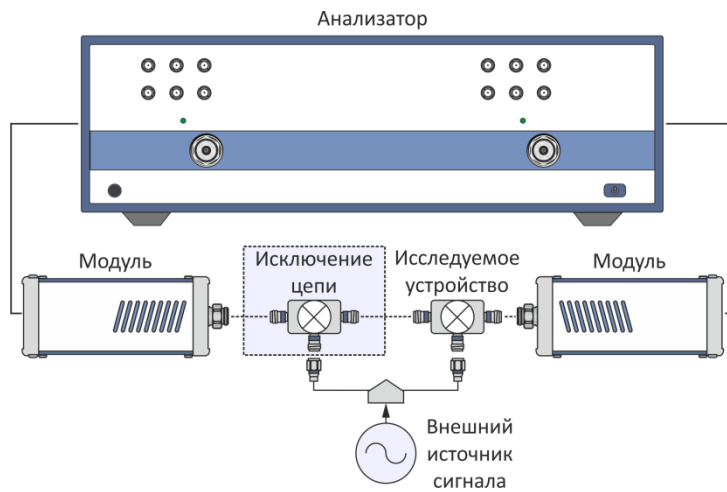 Анализатор
Модуль
Исключение
цепи
Исследуемое
устройство
Модуль
Внешний
источник
сигнала